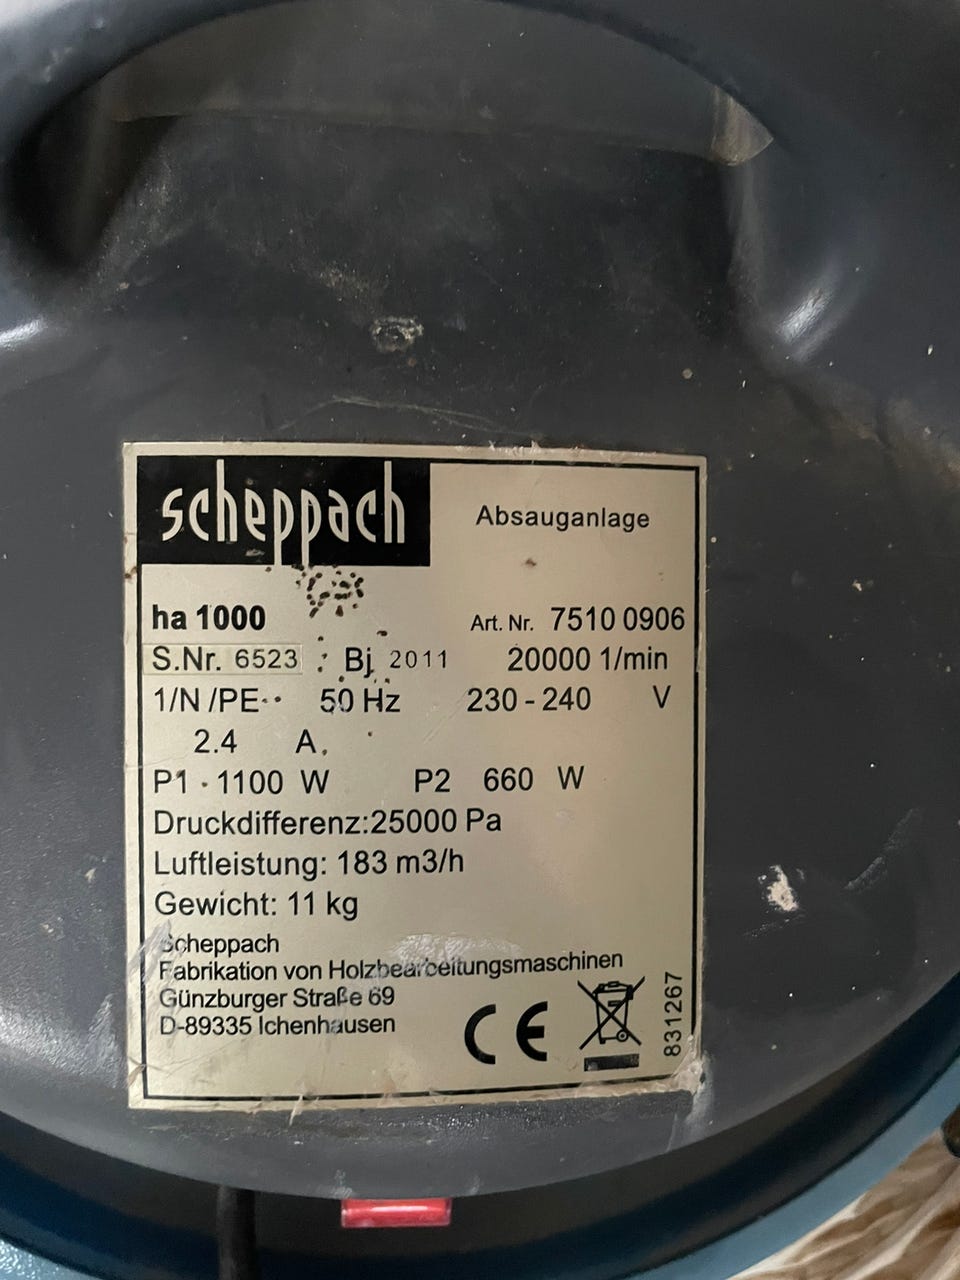 scheppach
Absauganlage
ha 1000 Art. Nr. 7510 0906
S.Nr. 6523 Bj. 2011 20000 1/min
1/N /PE 50 Hz 230 - 240 V
2.4 A.
P1 1100 W P2 660 W
Druckdifferenz:25000 Pa
Luftleistung: 183 m3/h
Gewicht: 11 kg
Scheppach
Fabrikation von Holzbearbeitungsmaschinen
Günzburger Straße 69
D-89335 Ichenhausen
CE
831267